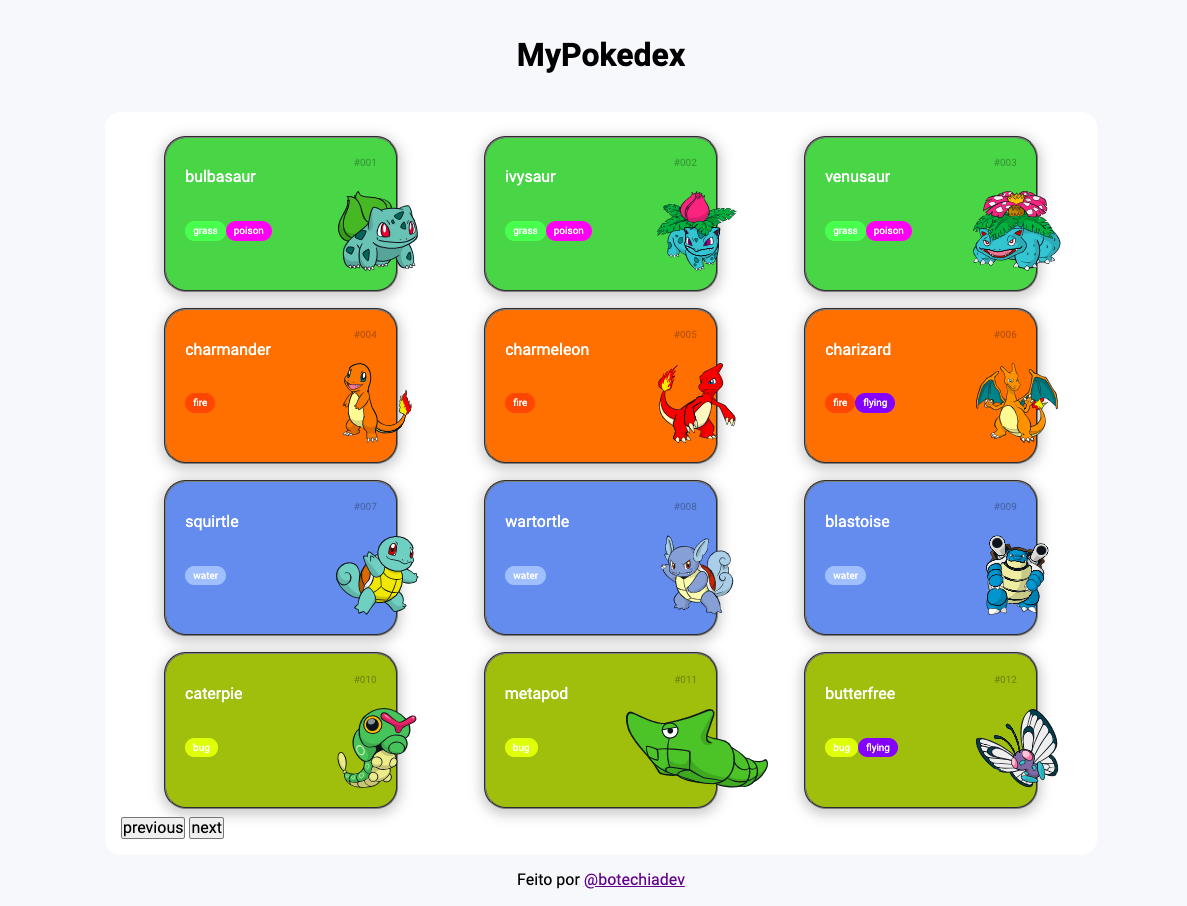 MyPokedex
#001
bulbasaur
grass poison
#002
ivysaur
grass poison
#003
venusaur
grass poison
#004
charmander
fire
#005
charmeleon
fire
#006
charizard
fire flying
#007
squirtle
water
#008
wartortle
water
#009
blastoise
water
#010
caterpie
bug
#011
metapod
bug
#012
butterfree
bug flying
previous next
Feito por @botechiadev